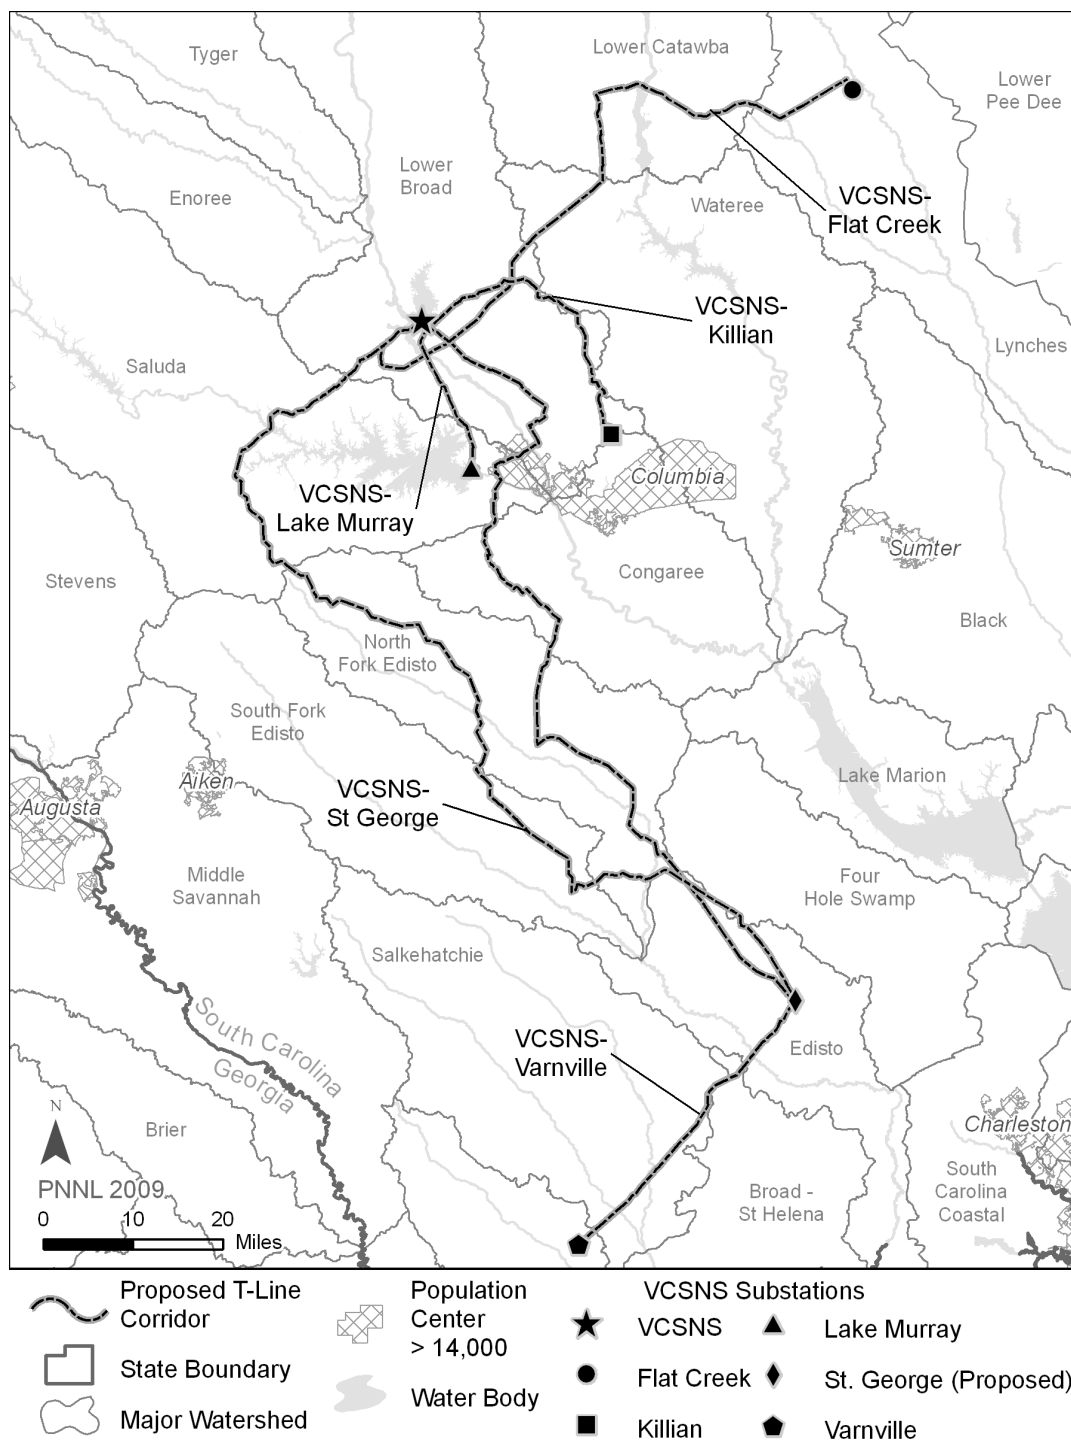 Tyger
Lower Catawba
Lower
Pee Dee
Lower
Broad
Enoree
Wateree
VCSNS-
Flat Creek
VCSNS-
Killian
Lynches
Saluda
Columbia
VCSNS-
Lake Murray
Sumter
Stevens
Congaree
Black
North
Fork Edisto
South Fork
Edisto
Aiken
Augusta
Lake Marion
VCSNS-
St George
Middle
Savannah
Four
Hole Swamp
Salkehatchie
South Carolina
Georgia
VCSNS-
Varnville
Edisto
Charleston
Brier
N
PNNL 2009
0 10 20
Miles
Broad -
St Helena
South
Carolina
Coastal
Proposed T-Line
Corridor
State Boundary
Major Watershed
Population
Center
> 14,000
Water Body
VCSNS Substations
VCSNS
Lake Murray
Flat Creek
St. George (Proposed)
Killian
Varnville